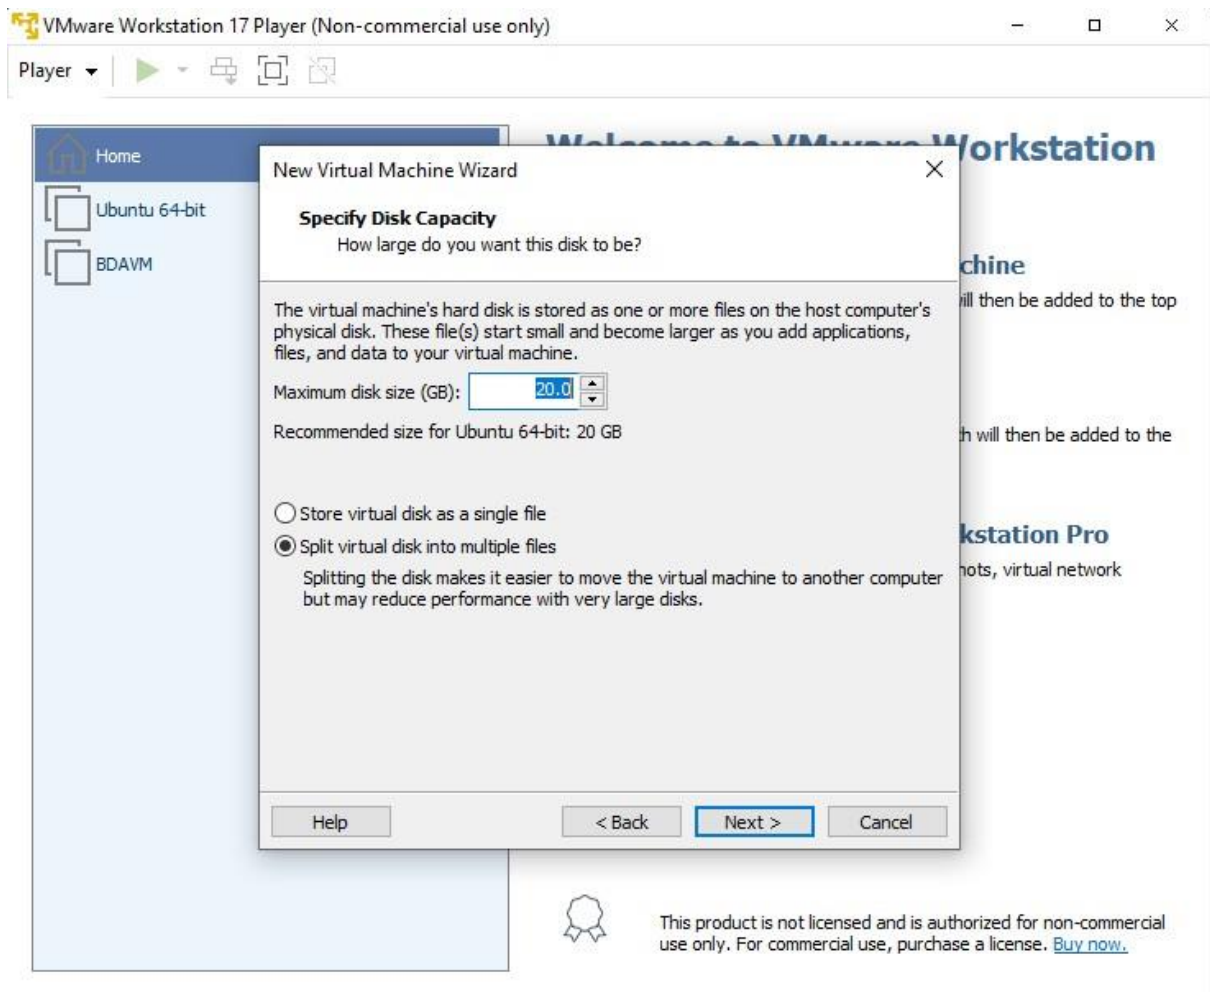 VMware Workstation 17 Player (Non-commercial use only)
Player
Home
Ubuntu 64-bit
BDAVM
Welcome to VMware Workstation
chine
ill then be added to the top
h will then be added to the
kstation Pro
hots, virtual network
New Virtual Machine Wizard
Specify Disk Capacity
How large do you want this disk to be?
The virtual machine's hard disk is stored as one or more files on the host computer's
physical disk. These file(s) start small and become larger as you add applications,
files, and data to your virtual machine.
Maximum disk size (GB): 20.0
Recommended size for Ubuntu 64-bit: 20 GB
Store virtual disk as a single file
Split virtual disk into multiple files
Splitting the disk makes it easier to move the virtual machine to another computer
but may reduce performance with very large disks.
Help
< Back
Next >
Cancel
This product is not licensed and is authorized for non-commercial
use only. For commercial use, purchase a license. Buy now.